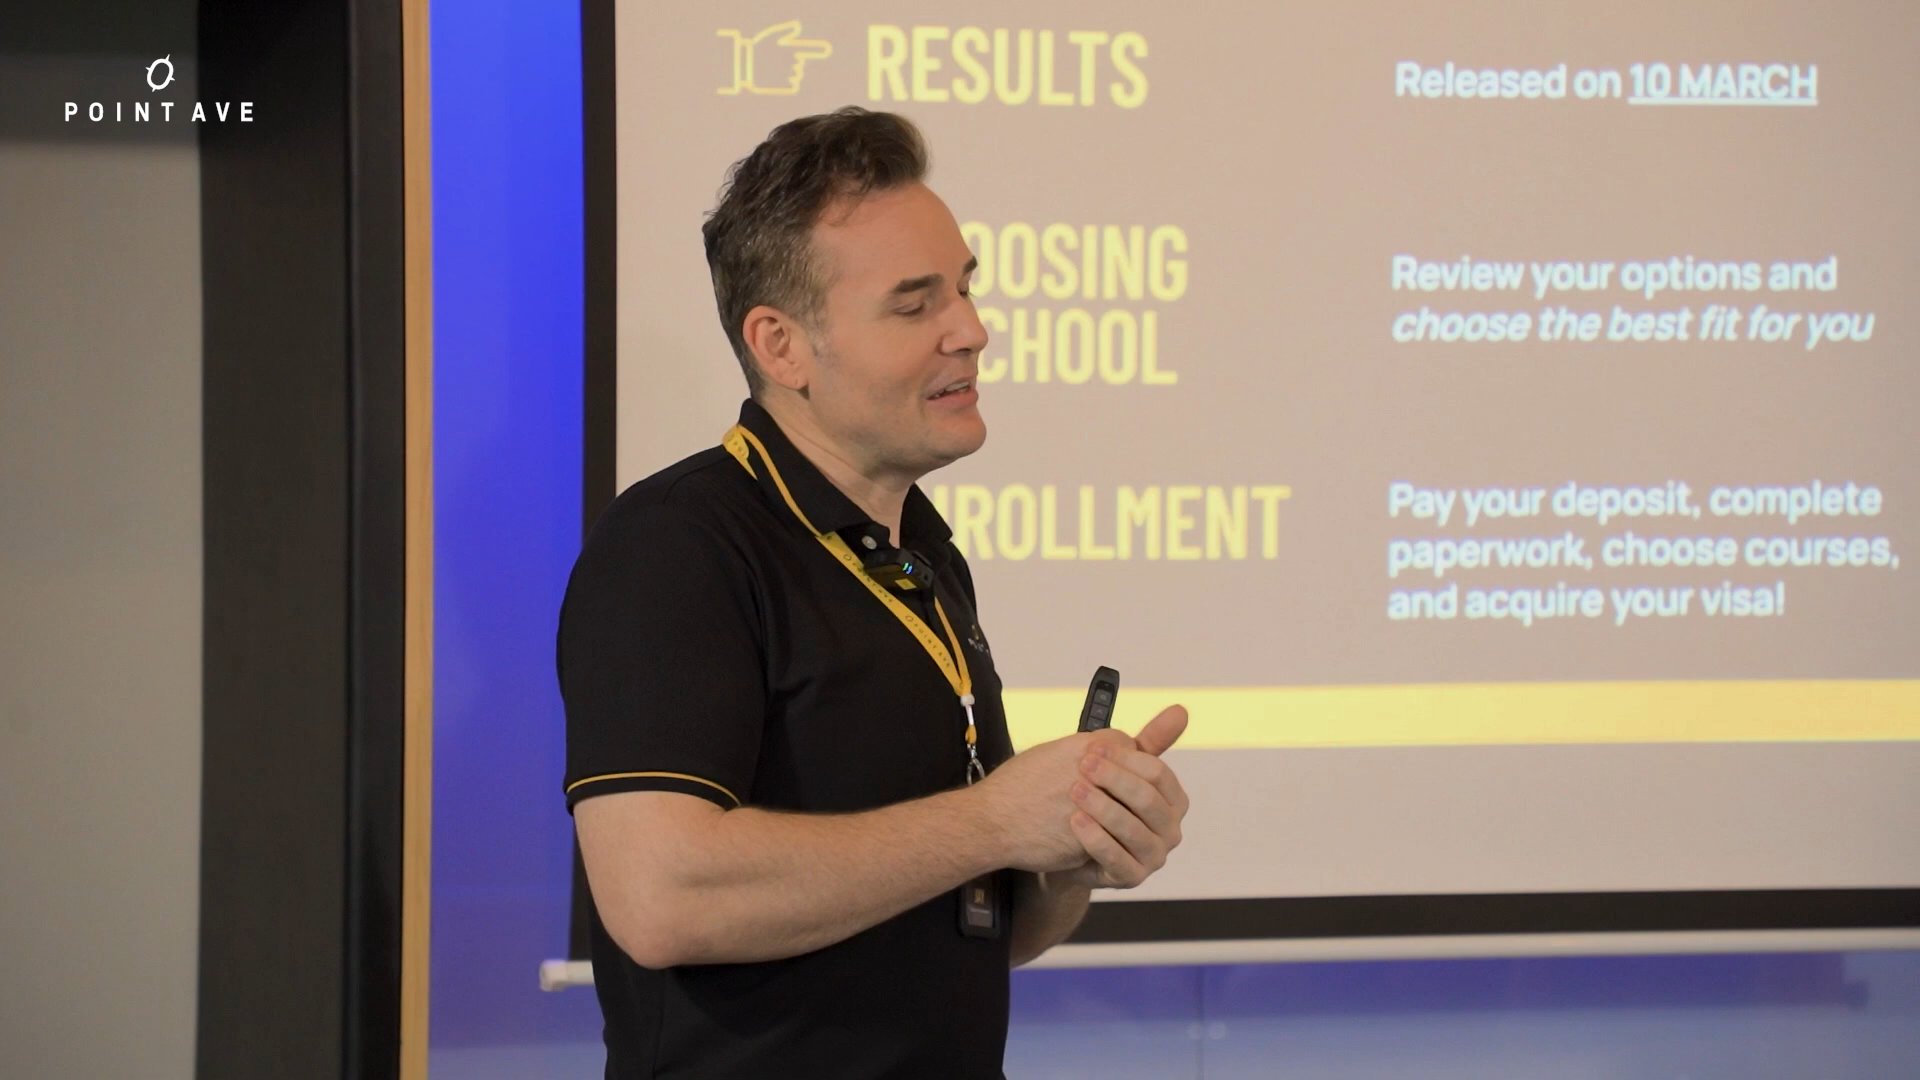 POINT AVE
RESULTS
Released on 10 MARCH
OOSING
CHOOL
Review your options and
choose the best fit for you
ROLLMENT
Pay your deposit, complete
paperwork, choose courses,
and acquire your visa!